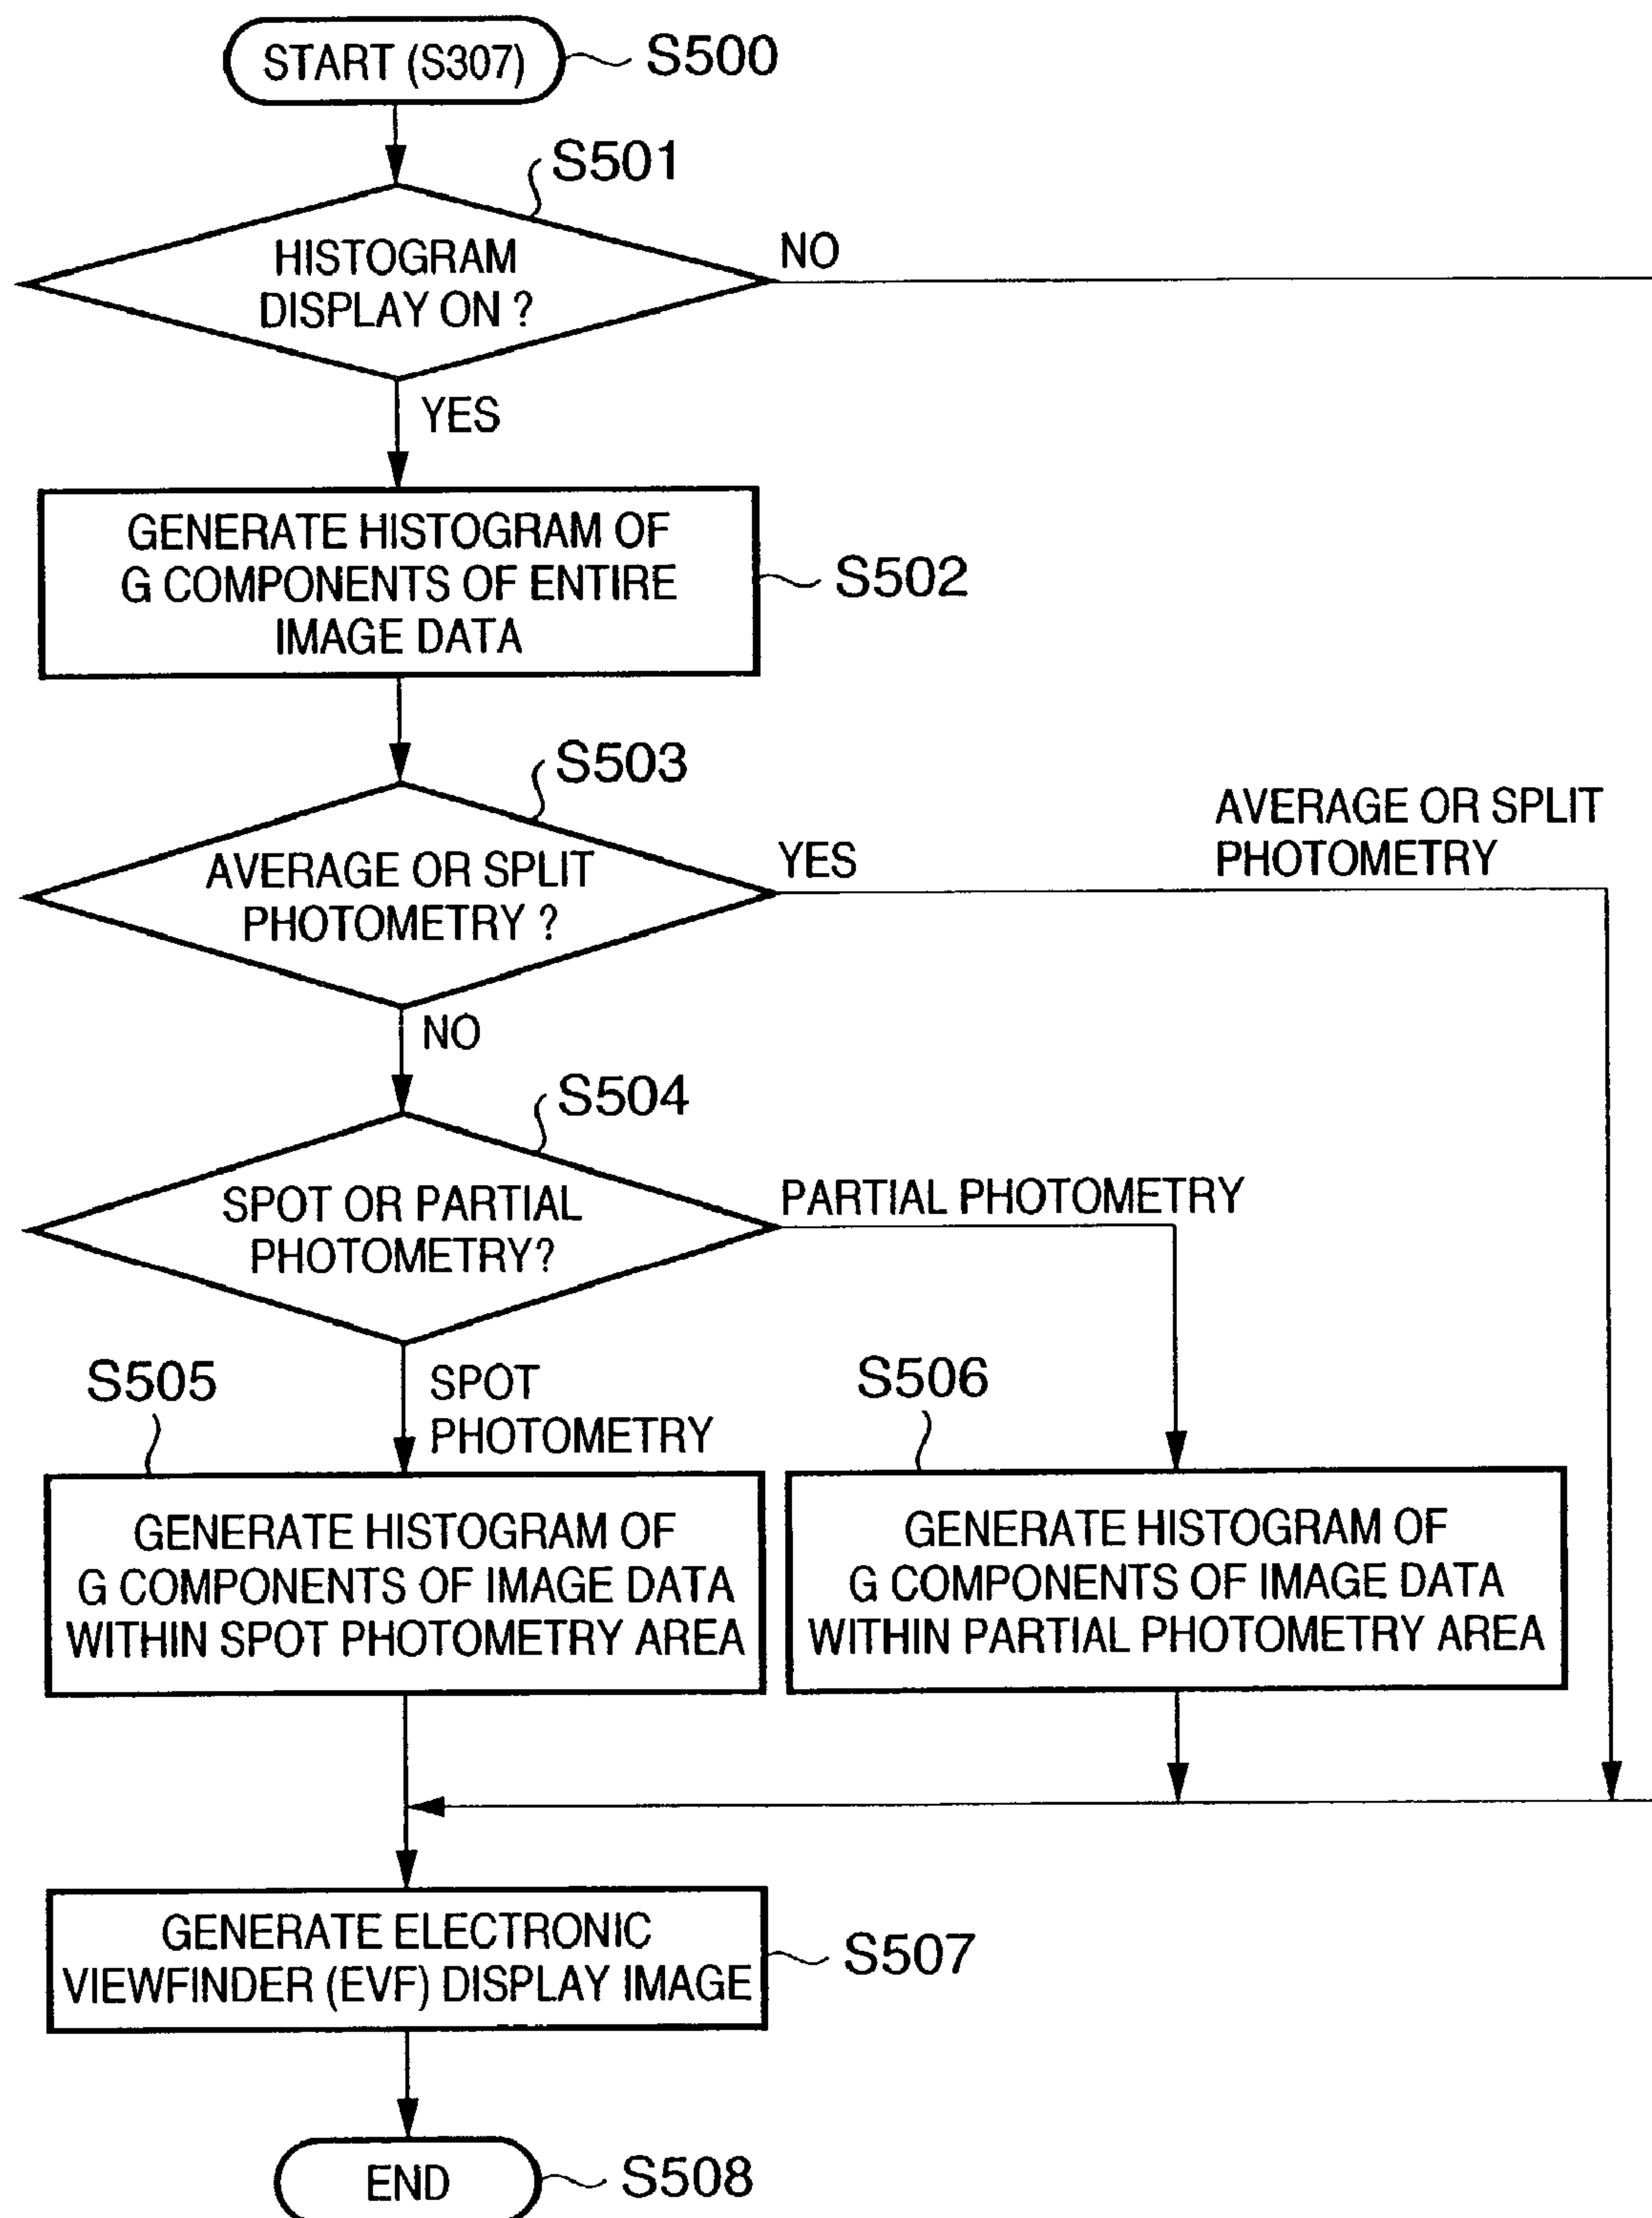 START (S307)
S500
S501
HISTOGRAM
DISPLAY ON ?
NO
YES
GENERATE HISTOGRAM OF
G COMPONENTS OF ENTIRE
IMAGE DATA
S502
S503
AVERAGE OR SPLIT
PHOTOMETRY ?
YES
AVERAGE OR SPLIT
PHOTOMETRY
NO
S504
SPOT OR PARTIAL
PHOTOMETRY?
PARTIAL PHOTOMETRY
SPOT
PHOTOMETRY
S505
GENERATE HISTOGRAM OF
G COMPONENTS OF IMAGE DATA
WITHIN SPOT PHOTOMETRY AREA
S506
GENERATE HISTOGRAM OF
G COMPONENTS OF IMAGE DATA
WITHIN PARTIAL PHOTOMETRY AREA
GENERATE ELECTRONIC
VIEWFINDER (EVF) DISPLAY IMAGE
S507
END
S508